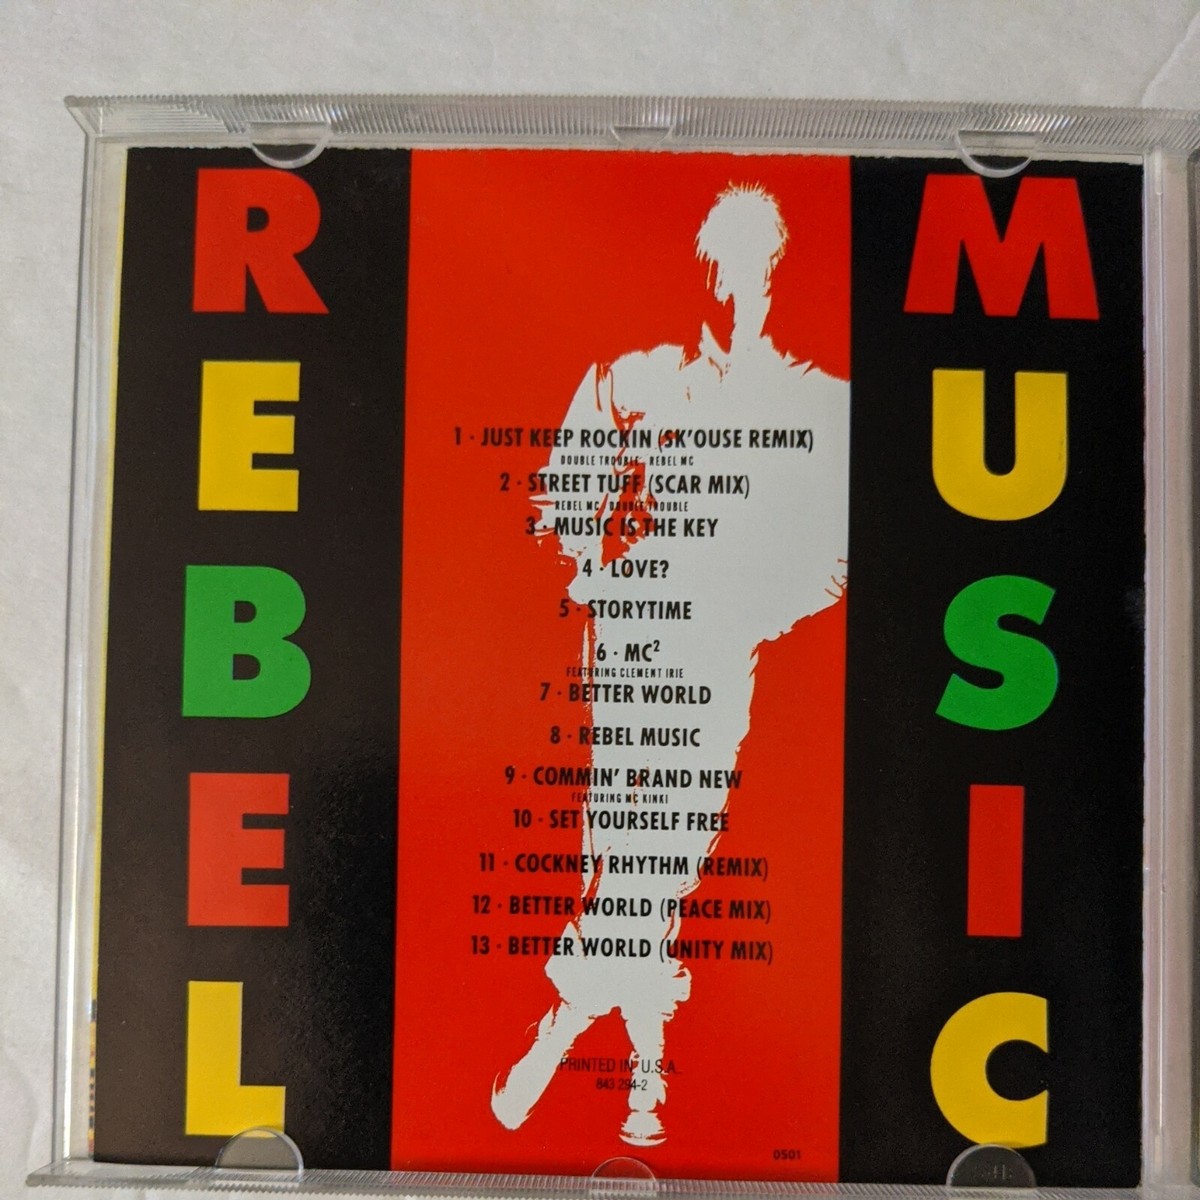 REBEL
MUSIC
1 · JUST KEEP ROCKIN (SK'OUSE REMIX)
DOUBLE TROUBLE REBEL MC
2 · STREET TUFF (SCAR MIX)
REBEL MC DOUBLE TROUBLE
3 · MUSIC IS THE KEY
4 · LOVE?
5 · STORYTIME
6 · MC²
FEATURING CLEMENT IRIE
7 · BETTER WORLD
8 · REBEL MUSIC
9 · COMMIN' BRAND NEW
FEATURING MC KINKI
10 · SET YOURSELF FREE
11 · COCKNEY RHYTHM (REMIX)
12 · BETTER WORLD (PEACE MIX)
13 · BETTER WORLD (UNITY MIX)
PRINTED IN U.S.A.
843 294-2
0501